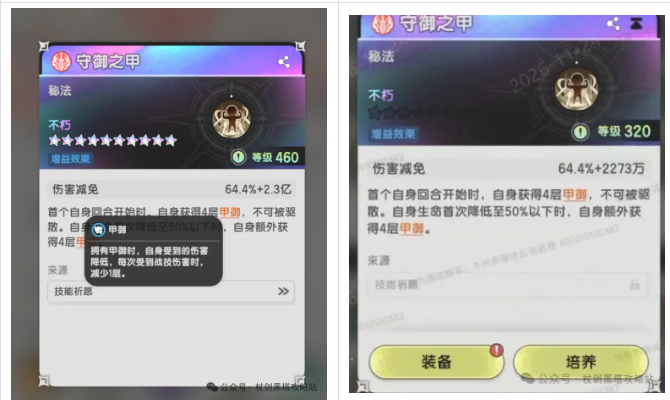 守御之甲
秘法
不朽
增益效果
等级 460
伤害减免 64.4%+2.3亿
首个自身回合开始时，自身获得4层甲御，不可被驱
散。自身生命首次降低至50%以下时，自身额外获
得4层甲
甲御
拥有甲御时，自身受到的伤害
降低，每次受到战技伤害时，
减少1层。
来源
技能祈愿
公众号 · 杖剑黑塔攻略站
守御之甲
秘法
不朽
增益效果
等级 320
伤害减免 64.4%+2273万
首个自身回合开始时，自身获得4层甲御，不可被驱
散。自身生命首次降低至50%以下时，自身额外获
得4层甲御。
来源
技能祈愿
装备
培养
公众号 · 杖剑黑塔攻略站